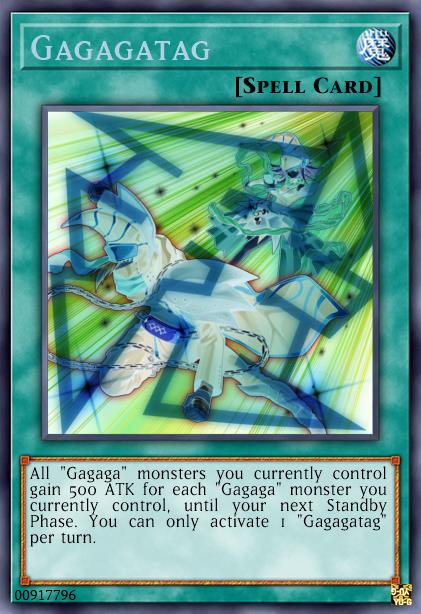 Gagagatag
魔
[Spell Card]
All "Gagaga" monsters you currently control
gain 500 ATK for each "Gagaga" monster you
currently control, until your next Standby
Phase. You can only activate 1 "Gagagatag"
per turn.
00917796